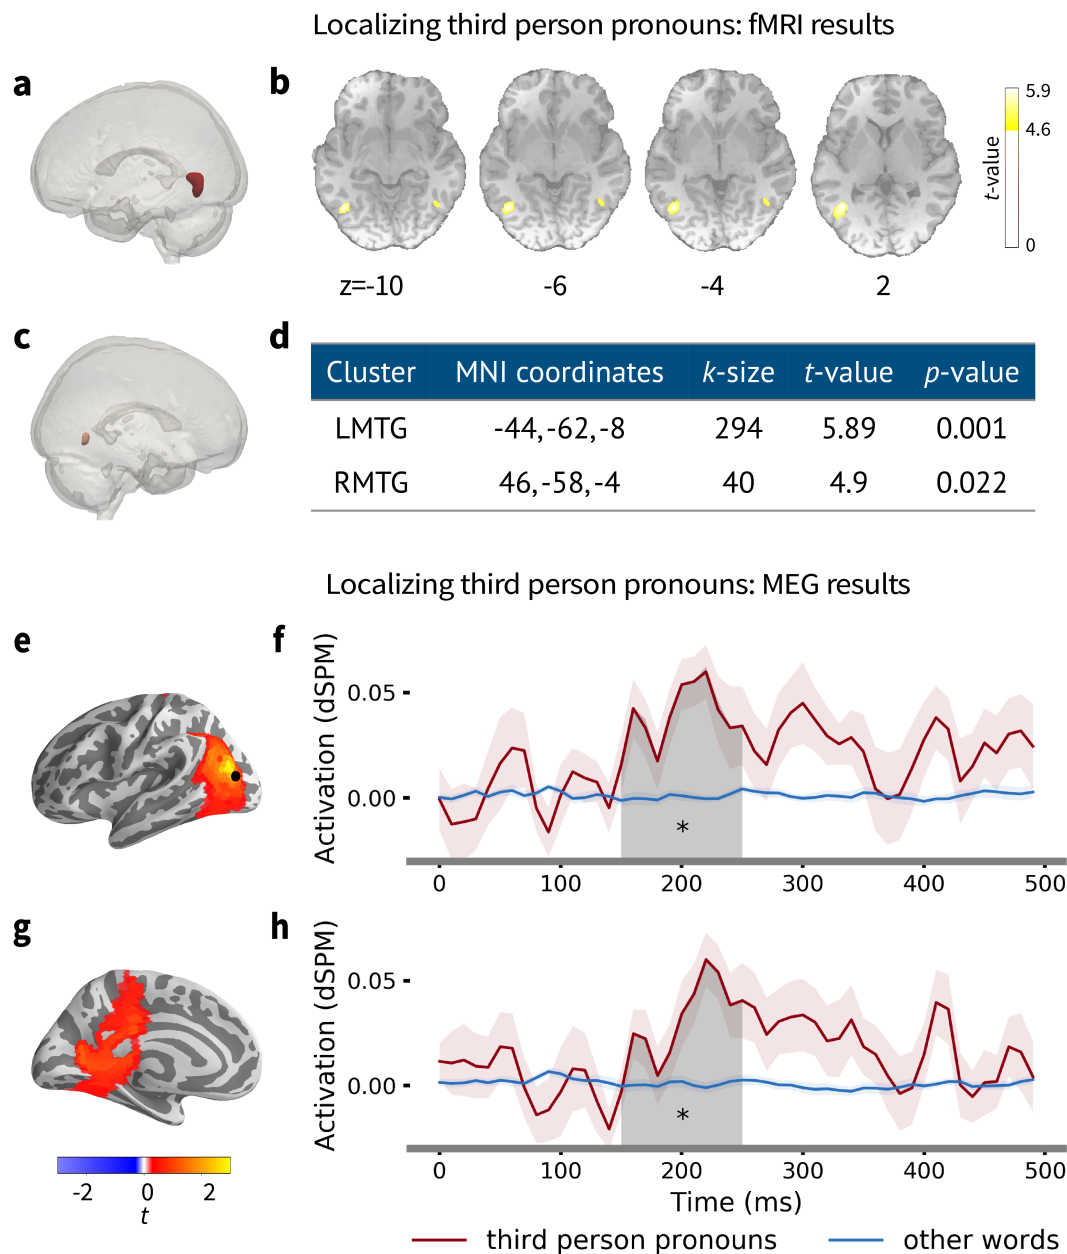 Localizing third person pronouns: fMRI results
a
b
5.9
4.6
t-value
0
z=-10
-6
-4
2
c
d
Cluster MNI coordinates k-size t-value p-value
LMTG -44,-62,-8 294 5.89 0.001
RMTG 46,-58,-4 40 4.9 0.022
Localizing third person pronouns: MEG results
e
f
Activation (dSPM)
0.05
0.00
*
0 100 200 300 400 500
g
h
Activation (dSPM)
0.05
0.00
*
0 100 200 300 400 500
Time (ms)
-2 0 2
t
third person pronouns
other words